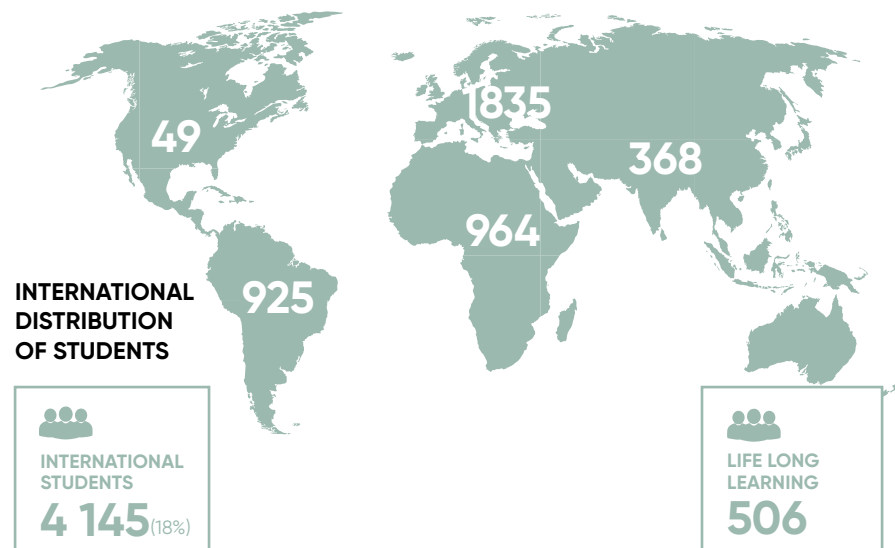 1835
49
368
964
925
INTERNATIONAL
DISTRIBUTION
OF STUDENTS
INTERNATIONAL
STUDENTS
4 145(18%)
LIFE LONG
LEARNING
506